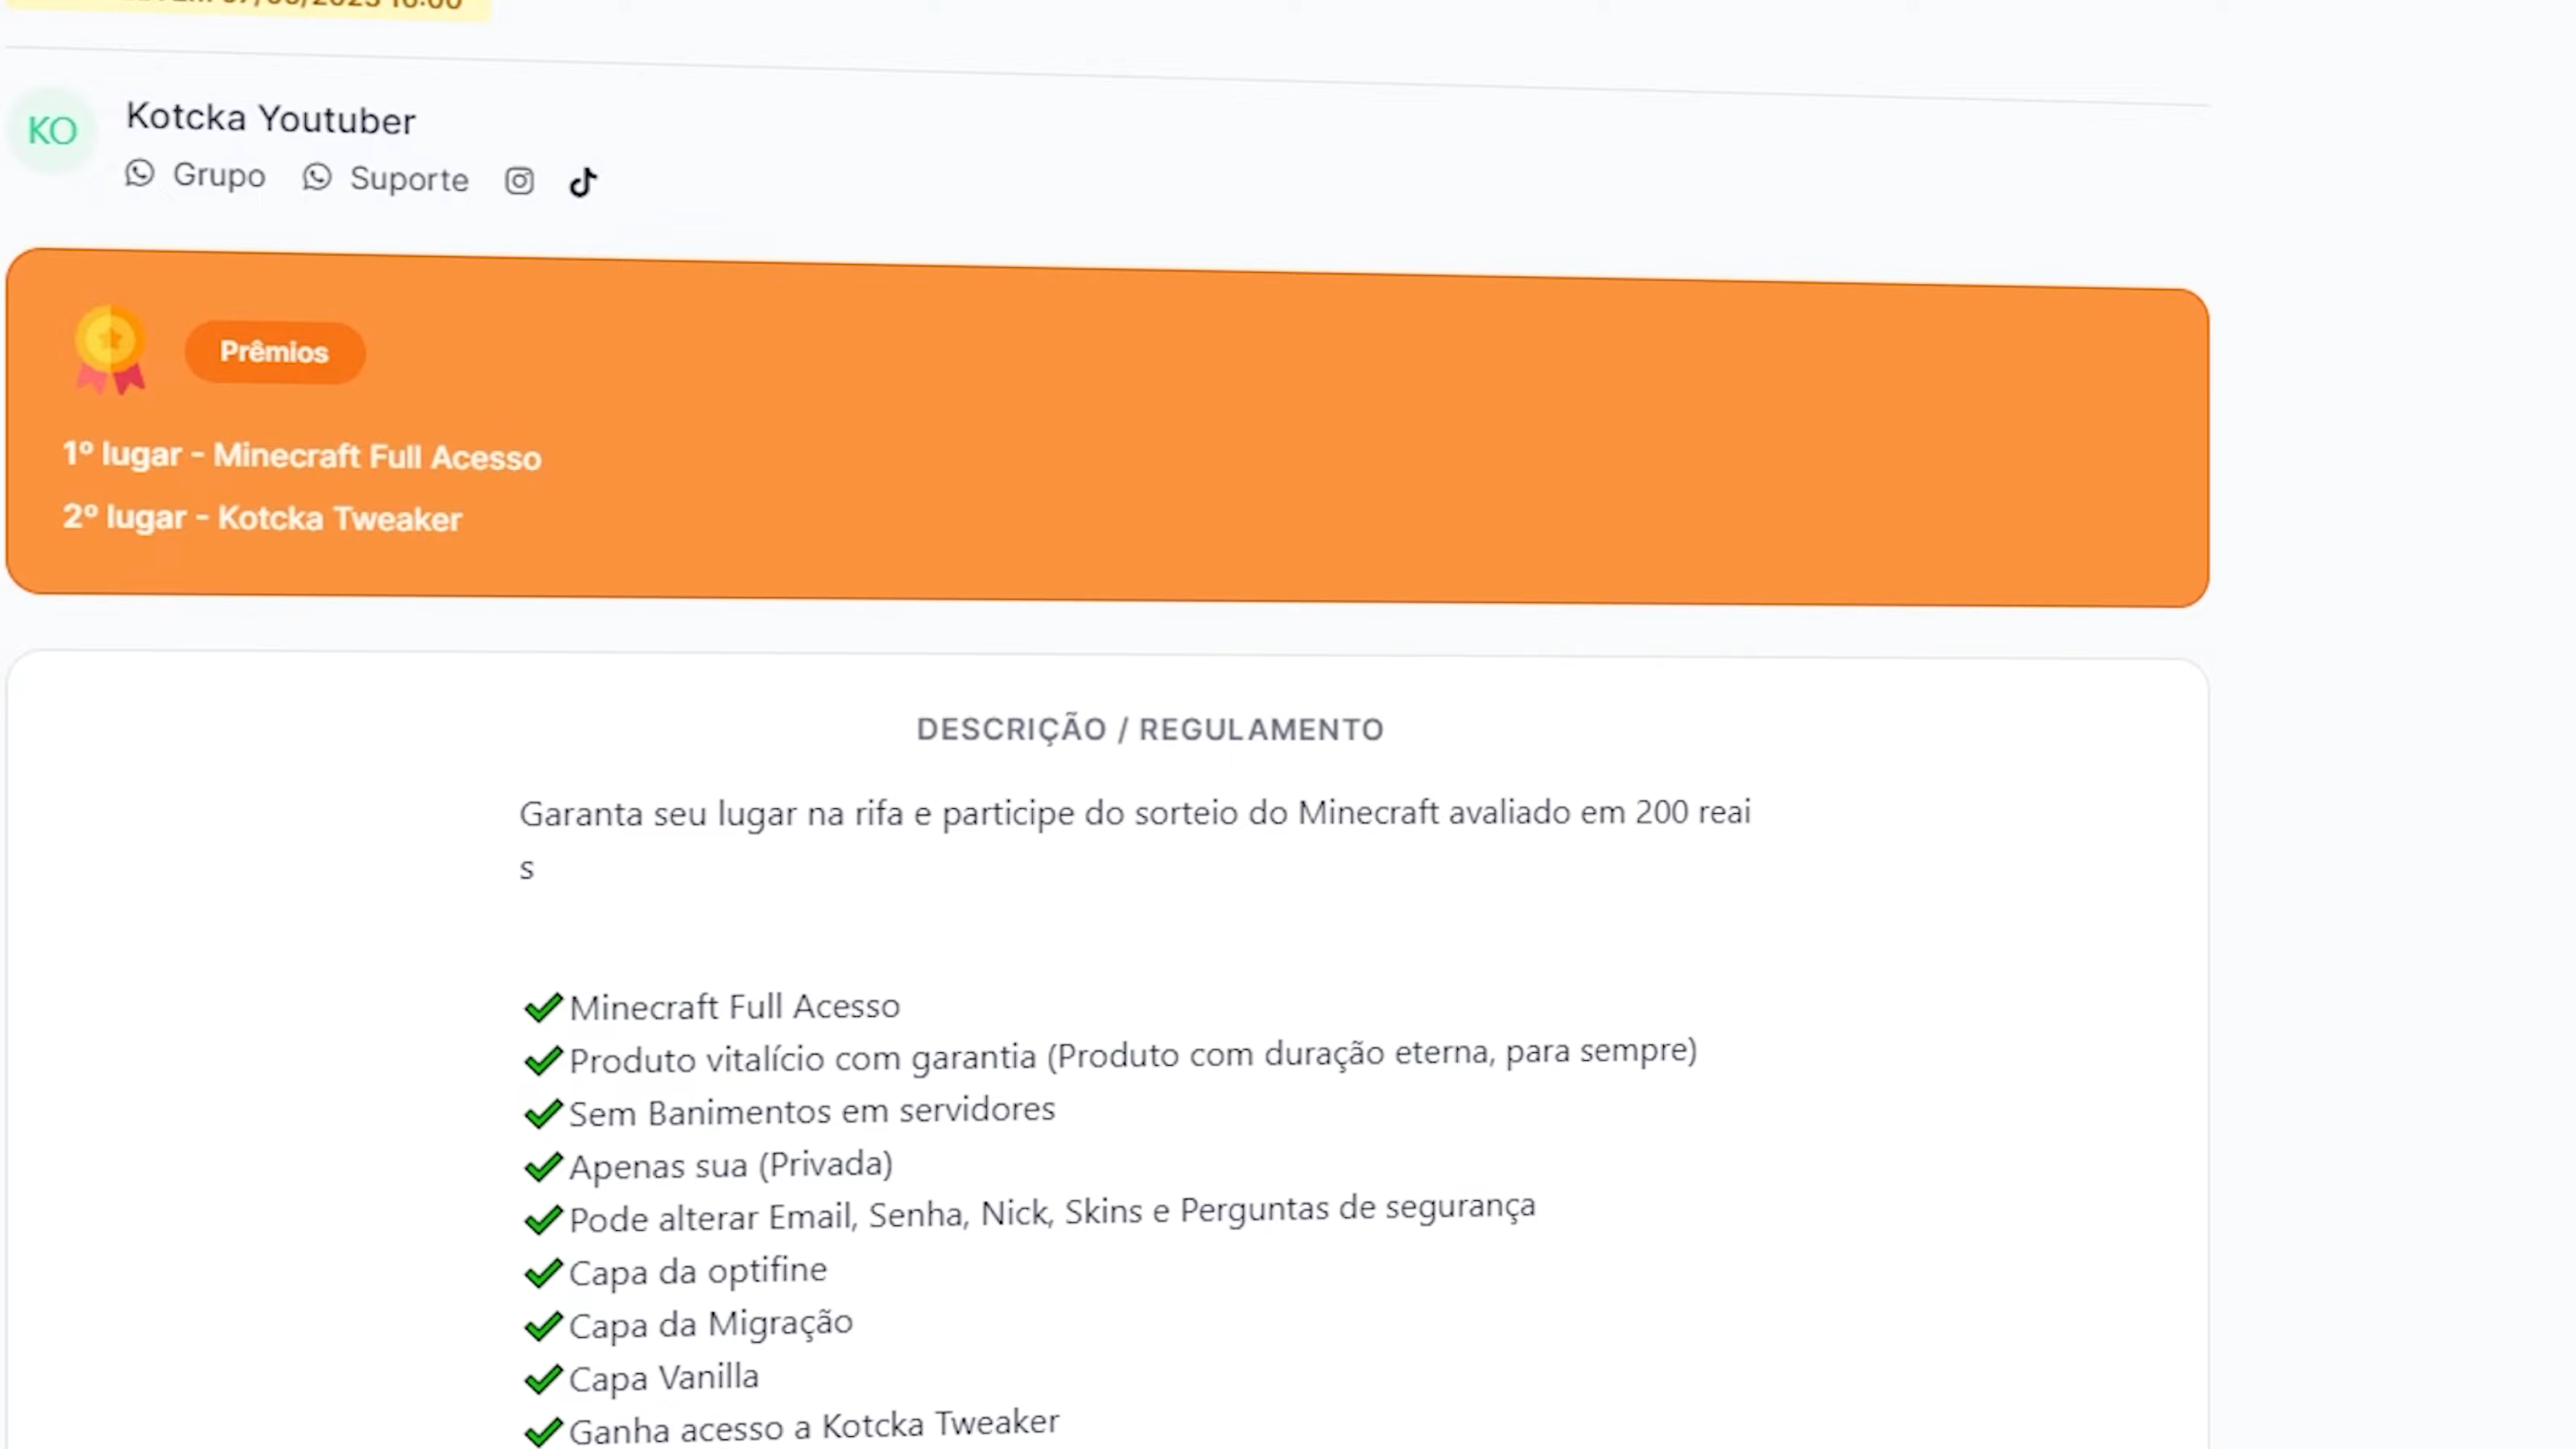 KO
Kotcka Youtuber
Grupo Suporte
Prêmios
1º lugar - Minecraft Full Acesso
2º lugar - Kotcka Tweaker
DESCRIÇÃO / REGULAMENTO
Garanta seu lugar na rifa e participe do sorteio do Minecraft avaliado em 200 reai
s
✔Minecraft Full Acesso
✔Produto vitalício com garantia (Produto com duração eterna, para sempre)
✔Sem Banimentos em servidores
✔Apenas sua (Privada)
✔Pode alterar Email, Senha, Nick, Skins e Perguntas de segurança
✔Capa da optifine
✔Capa da Migração
✔Capa Vanilla
✔Ganha acesso a Kotcka Tweaker